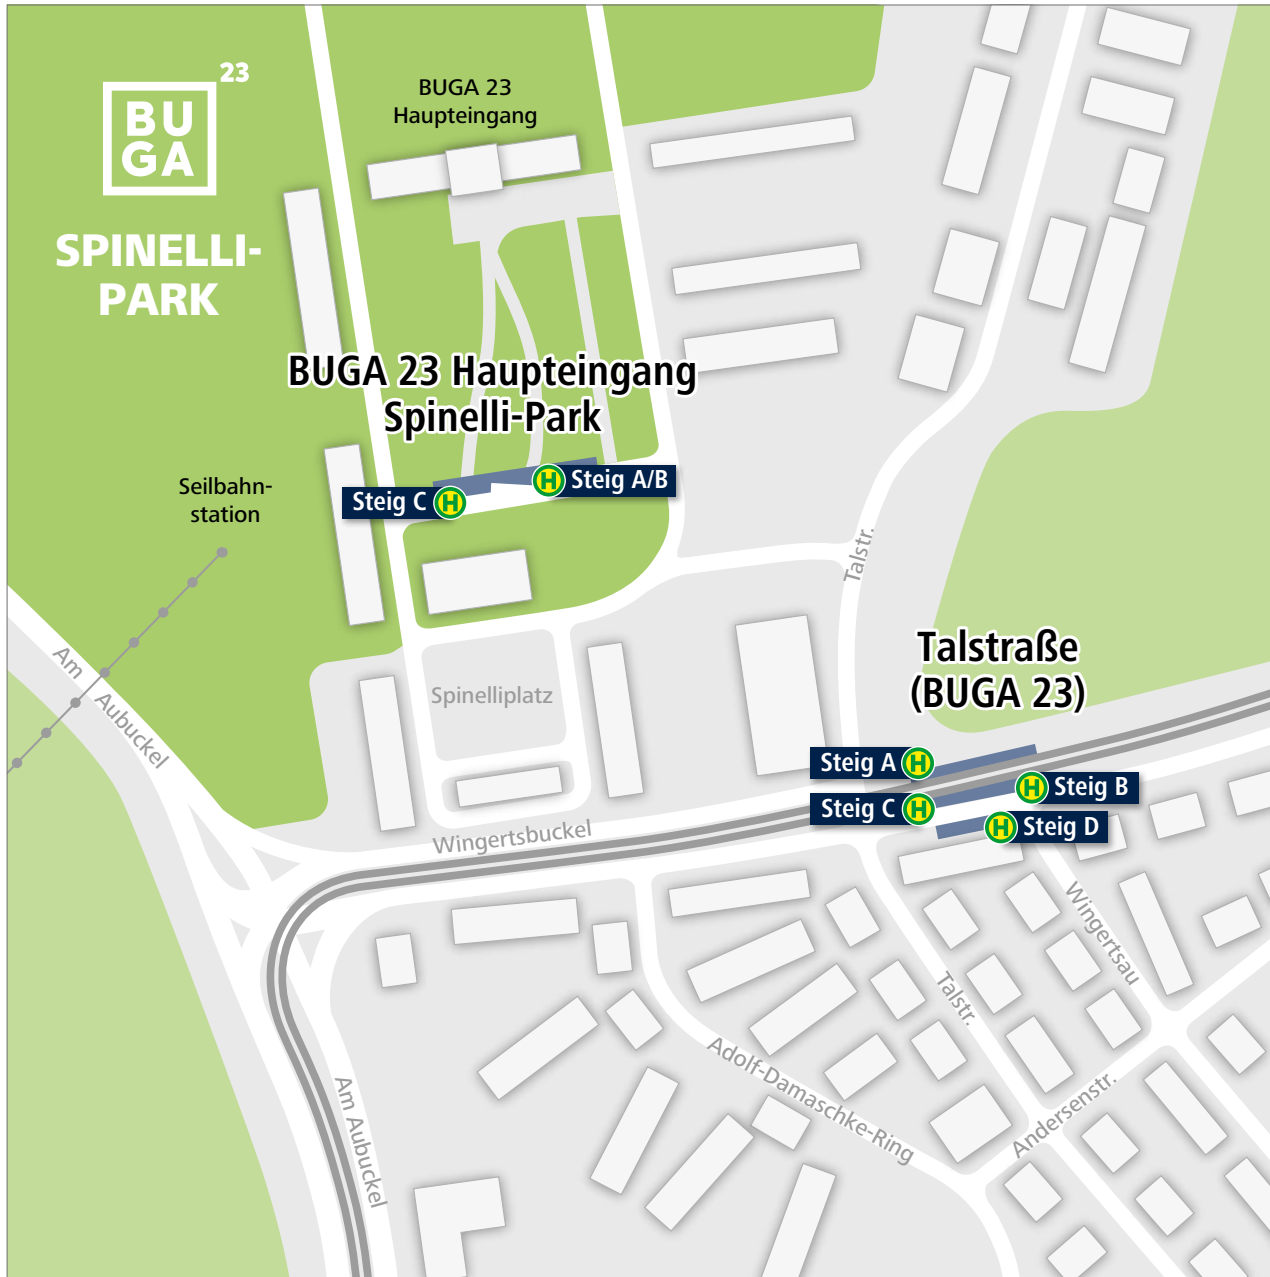 23
BU
GA
SPINELLI-
PARK
BUGA 23
Haupteingang
BUGA 23 Haupteingang
Spinelli-Park
Steig A/B
H
Steig C
H
Seilbahn-
station
Talstr.
Am
Aubuckel
Spinelliplatz
Talstraße
(BUGA 23)
Steig A
H
Steig B
H
Steig C
H
Steig D
H
Wingertsbuckel
Wingertsau
Talstr.
Adolf-Damaschke-Ring
Andersenstr.
Am Aubuckel